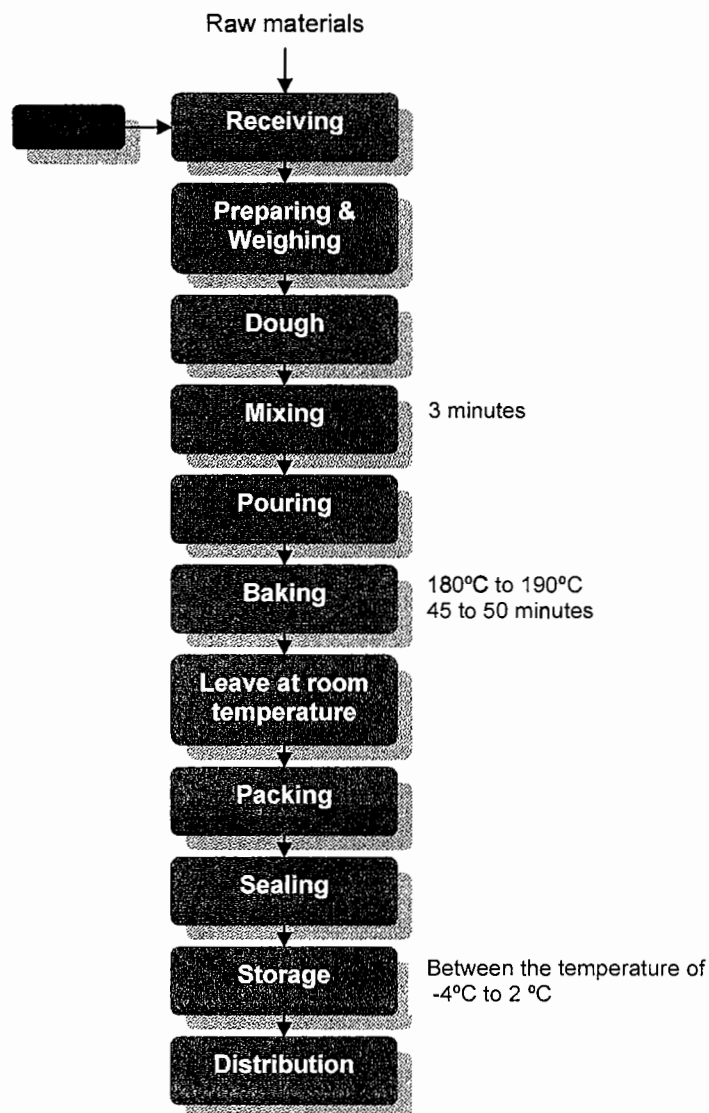 Raw materials
Receiving
Preparing &
Weighing
Dough
Mixing
3 minutes
Pouring
Baking
180ºC to 190ºC
45 to 50 minutes
Leave at room
temperature
Packing
Sealing
Storage
Between the temperature of
-4ºC to 2 ºC
Distribution